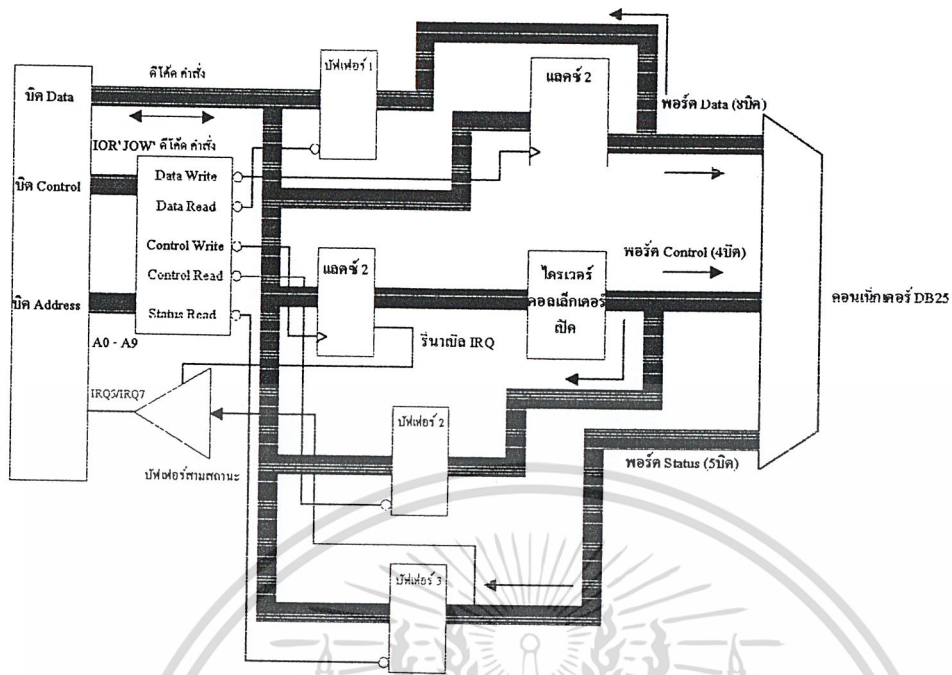 บิต Data
ดีโค้ด คำสั่ง
บัฟเฟอร์ 1
แลตช์ 2
พอร์ต Data (8บิต)
IOR'JOW' ดีโค้ด คำสั่ง
บิต Control
Data Write
Data Read
Control Write
Control Read
Status Read
บิต Address
A0 - A9
แลตช์ 2
ไดรเวอร์
คอลเล็กเตอร์
เปิด
พอร์ต Control (4บิต)
คอนเน็กเตอร์ DB25
อีนาเบิล IRQ
IRQ5/IRQ7
บัฟเฟอร์สามสถานะ
บัฟเฟอร์ 2
พอร์ต Status (5บิต)
บัฟเฟอร์ 3